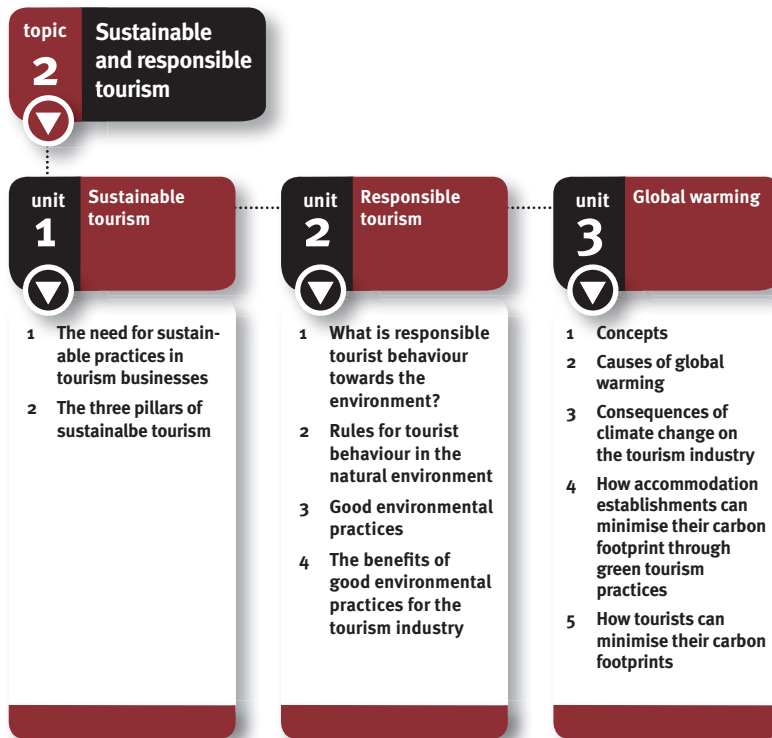 topic
2
Sustainable
and responsible
tourism
unit
1
Sustainable
tourism
1 The need for sustain-
able practices in
tourism businesses
2 The three pillars of
sustainalbe tourism
unit
2
Responsible
tourism
1 What is responsible
tourist behaviour
towards the
environment?
2 Rules for tourist
behaviour in the
natural environment
3 Good environmental
practices
4 The benefits of
good environmental
practices for the
tourism industry
unit
3
Global warming
1 Concepts
2 Causes of global
warming
3 Consequences of
climate change on
the tourism industry
4 How accommodation
establishments can
minimise their carbon
footprint through
green tourism
practices
5 How tourists can
minimise their carbon
footprints